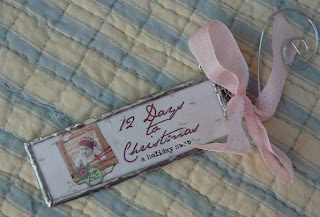 12 Days
to
Christmas
a holiday